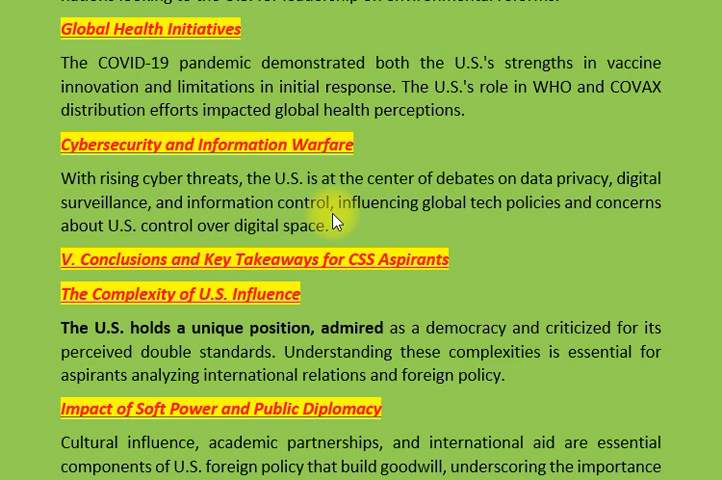 Global Health Initiatives
The COVID-19 pandemic demonstrated both the U.S.'s strengths in vaccine
innovation and limitations in initial response. The U.S.'s role in WHO and COVAX
distribution efforts impacted global health perceptions.
Cybersecurity and Information Warfare
With rising cyber threats, the U.S. is at the center of debates on data privacy, digital
surveillance, and information control, influencing global tech policies and concerns
about U.S. control over digital space.
V. Conclusions and Key Takeaways for CSS Aspirants
The Complexity of U.S. Influence
The U.S. holds a unique position, admired as a democracy and criticized for its
perceived double standards. Understanding these complexities is essential for
aspirants analyzing international relations and foreign policy.
Impact of Soft Power and Public Diplomacy
Cultural influence, academic partnerships, and international aid are essential
components of U.S. foreign policy that build goodwill, underscoring the importance